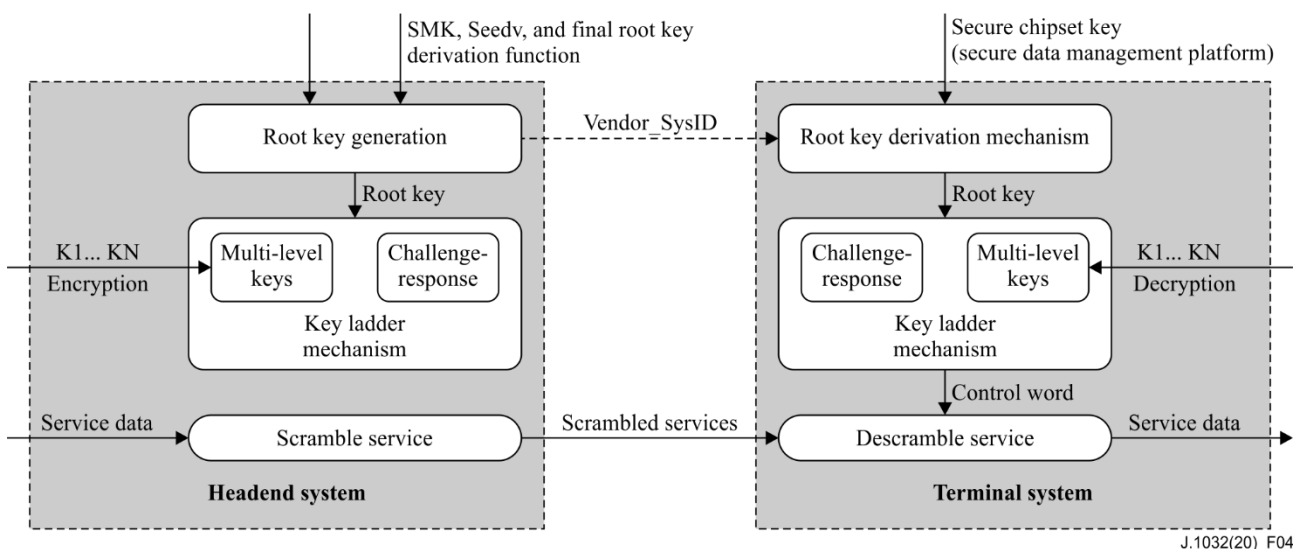 SMK, Seedv, and final root key
derivation function
Secure chipset key
(secure data management platform)
Root key generation
Vendor_SysID
Root key derivation mechanism
Root key
Root key
K1... KN
Encryption
Multi-level
keys
Challenge-
response
Key ladder
mechanism
Challenge-
response
Multi-level
keys
Key ladder
mechanism
K1... KN
Decryption
Control word
Service data
Scramble service
Scrambled services
Descramble service
Service data
Headend system
Terminal system
J.1032(20)_F04